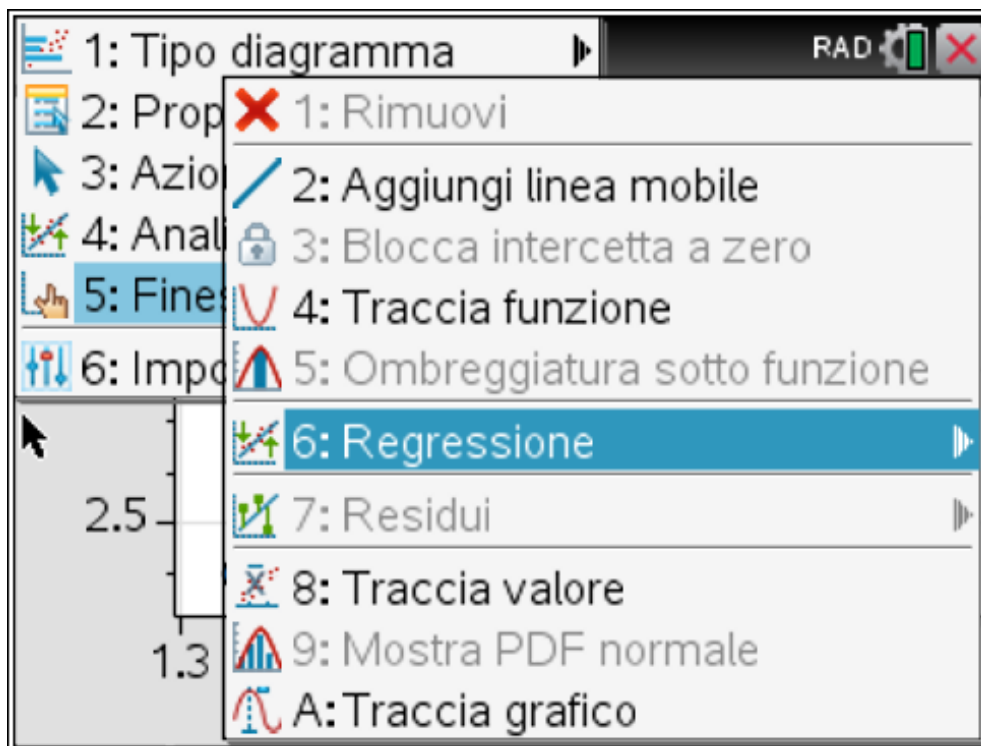 1: Tipo diagramma
RAD
2: Prop
3: Azio
4: Anali
5: Fines
6: Impo
1: Rimuovi
2: Aggiungi linea mobile
3: Blocca intercetta a zero
4: Traccia funzione
5: Ombreggiatura sotto funzione
6: Regressione
7: Residui
8: Traccia valore
9: Mostra PDF normale
A: Traccia grafico
2.5
1.3